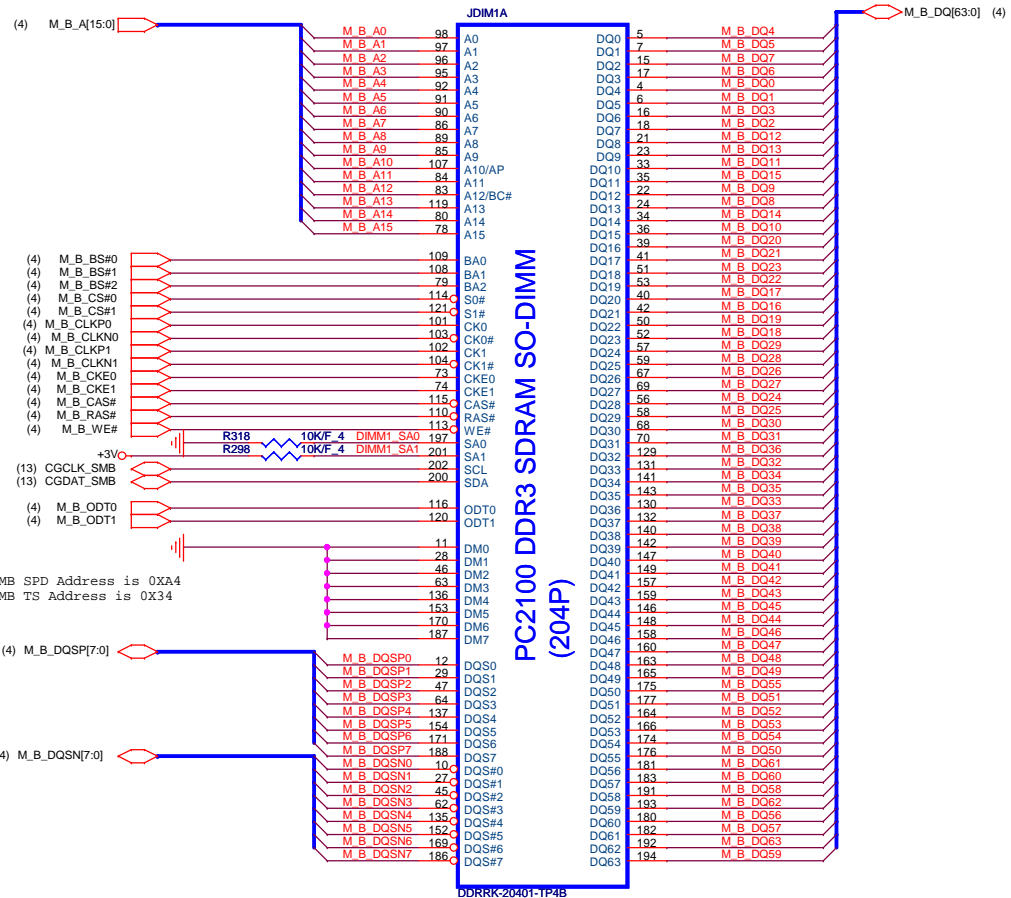 JDIM1A
(4) M_B_A[15:0]
M_B_A0 98 A0
M_B_A1 97 A1
M_B_A2 96 A2
M_B_A3 95 A3
M_B_A4 92 A4
M_B_A5 91 A5
M_B_A6 90 A6
M_B_A7 86 A7
M_B_A8 89 A8
M_B_A9 85 A9
M_B_A10 107 A10/AP
M_B_A11 84 A11
M_B_A12 83 A12/BC#
M_B_A13 119 A13
M_B_A14 80 A14
M_B_A15 78 A15
(4) M_B_BS#0 109 BA0
(4) M_B_BS#1 108 BA1
(4) M_B_BS#2 79 BA2
(4) M_B_CS#0 114 S0#
(4) M_B_CS#1 121 S1#
(4) M_B_CLKP0 101 CK0
(4) M_B_CLKN0 103 CK0#
(4) M_B_CLKP1 102 CK1
(4) M_B_CLKN1 104 CK1#
(4) M_B_CKE0 73 CKE0
(4) M_B_CKE1 74 CKE1
(4) M_B_CAS# 115 CAS#
(4) M_B_RAS# 110 RAS#
(4) M_B_WE# 113 WE#
R318 10K/F_4 DIMM1_SA0 197 SA0
+3V R298 10K/F_4 DIMM1_SA1 201 SA1
(13) CGCLK_SMB 202 SCL
(13) CGDAT_SMB 200 SDA
(4) M_B_ODT0 116 ODT0
(4) M_B_ODT1 120 ODT1
11 DM0
28 DM1
46 DM2
63 DM3
136 DM4
153 DM5
170 DM6
187 DM7
MB SPD Address is 0XA4
MB TS Address is 0X34
(4) M_B_DQSP[7:0]
M_B_DQSP0 12 DQS0
M_B_DQSP1 29 DQS1
M_B_DQSP2 47 DQS2
M_B_DQSP3 64 DQS3
M_B_DQSP4 137 DQS4
M_B_DQSP5 154 DQS5
M_B_DQSP6 171 DQS6
M_B_DQSP7 188 DQS7
4) M_B_DQSN[7:0]
M_B_DQSN0 10 DQS#0
M_B_DQSN1 27 DQS#1
M_B_DQSN2 45 DQS#2
M_B_DQSN3 62 DQS#3
M_B_DQSN4 135 DQS#4
M_B_DQSN5 152 DQS#5
M_B_DQSN6 169 DQS#6
M_B_DQSN7 186 DQS#7
PC2100 DDR3 SDRAM SO-DIMM
(204P)
M_B_DQ[63:0] (4)
DQ0 5 M_B_DQ4
DQ1 7 M_B_DQ5
DQ2 15 M_B_DQ7
DQ3 17 M_B_DQ6
DQ4 4 M_B_DQ0
DQ5 6 M_B_DQ1
DQ6 16 M_B_DQ3
DQ7 18 M_B_DQ2
DQ8 21 M_B_DQ12
DQ9 23 M_B_DQ13
DQ10 33 M_B_DQ11
DQ11 35 M_B_DQ15
DQ12 22 M_B_DQ9
DQ13 24 M_B_DQ8
DQ14 34 M_B_DQ14
DQ15 36 M_B_DQ10
DQ16 39 M_B_DQ20
DQ17 41 M_B_DQ21
DQ18 51 M_B_DQ23
DQ19 53 M_B_DQ22
DQ20 40 M_B_DQ17
DQ21 42 M_B_DQ16
DQ22 50 M_B_DQ19
DQ23 52 M_B_DQ18
DQ24 57 M_B_DQ29
DQ25 59 M_B_DQ28
DQ26 67 M_B_DQ26
DQ27 69 M_B_DQ27
DQ28 56 M_B_DQ24
DQ29 58 M_B_DQ25
DQ30 68 M_B_DQ30
DQ31 70 M_B_DQ31
DQ32 129 M_B_DQ36
DQ33 131 M_B_DQ32
DQ34 141 M_B_DQ34
DQ35 143 M_B_DQ35
DQ36 130 M_B_DQ33
DQ37 132 M_B_DQ37
DQ38 140 M_B_DQ38
DQ39 142 M_B_DQ39
DQ40 147 M_B_DQ40
DQ41 149 M_B_DQ41
DQ42 157 M_B_DQ42
DQ43 159 M_B_DQ43
DQ44 146 M_B_DQ45
DQ45 148 M_B_DQ44
DQ46 158 M_B_DQ46
DQ47 160 M_B_DQ47
DQ48 163 M_B_DQ48
DQ49 165 M_B_DQ49
DQ50 175 M_B_DQ55
DQ51 177 M_B_DQ51
DQ52 164 M_B_DQ52
DQ53 166 M_B_DQ53
DQ54 174 M_B_DQ54
DQ55 176 M_B_DQ50
DQ56 181 M_B_DQ61
DQ57 183 M_B_DQ60
DQ58 191 M_B_DQ58
DQ59 193 M_B_DQ62
DQ60 180 M_B_DQ56
DQ61 182 M_B_DQ57
DQ62 192 M_B_DQ63
DQ63 194 M_B_DQ59
DDRRK-20401-TP4B